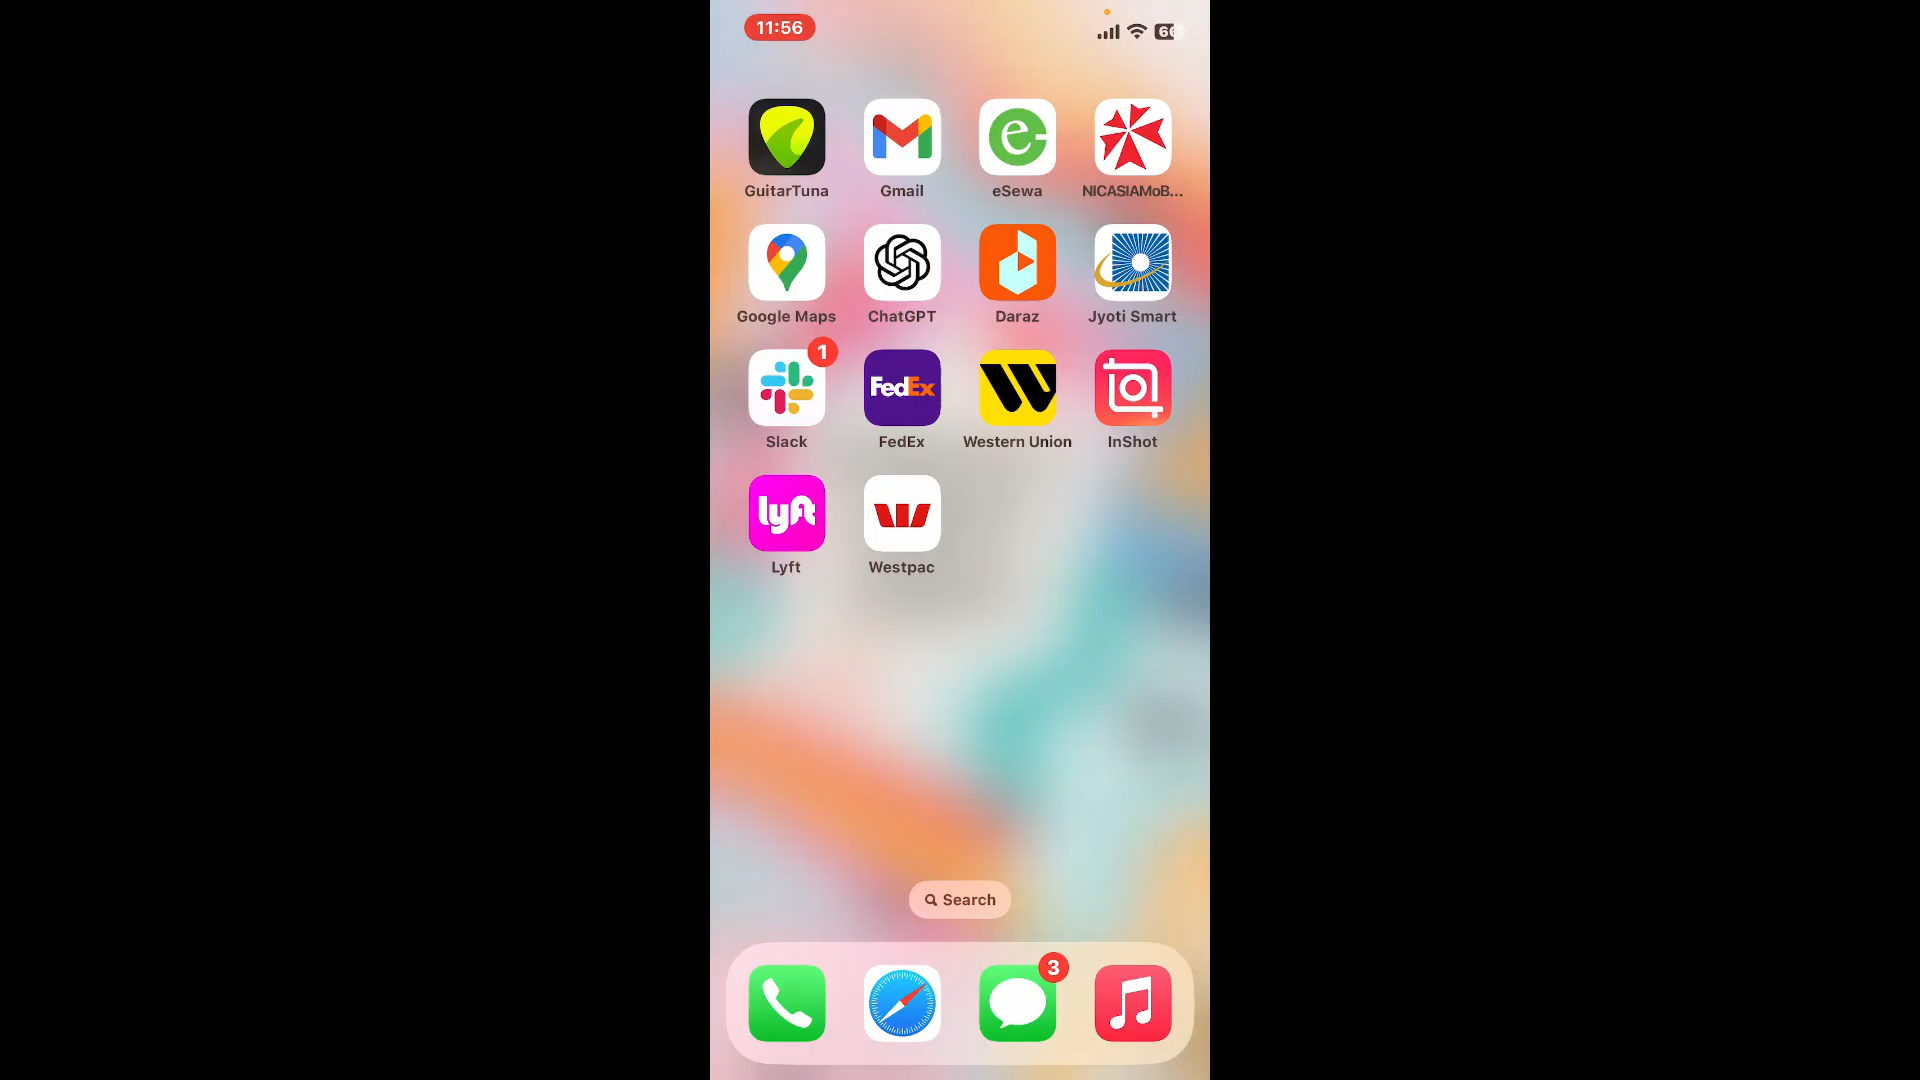 11:56
GuitarTuna Gmail eSewa NICASIAMoB...
Google Maps ChatGPT Daraz Jyoti Smart
1
FedEx
Slack FedEx Western Union InShot
lyft
Lyft Westpac
Search
3